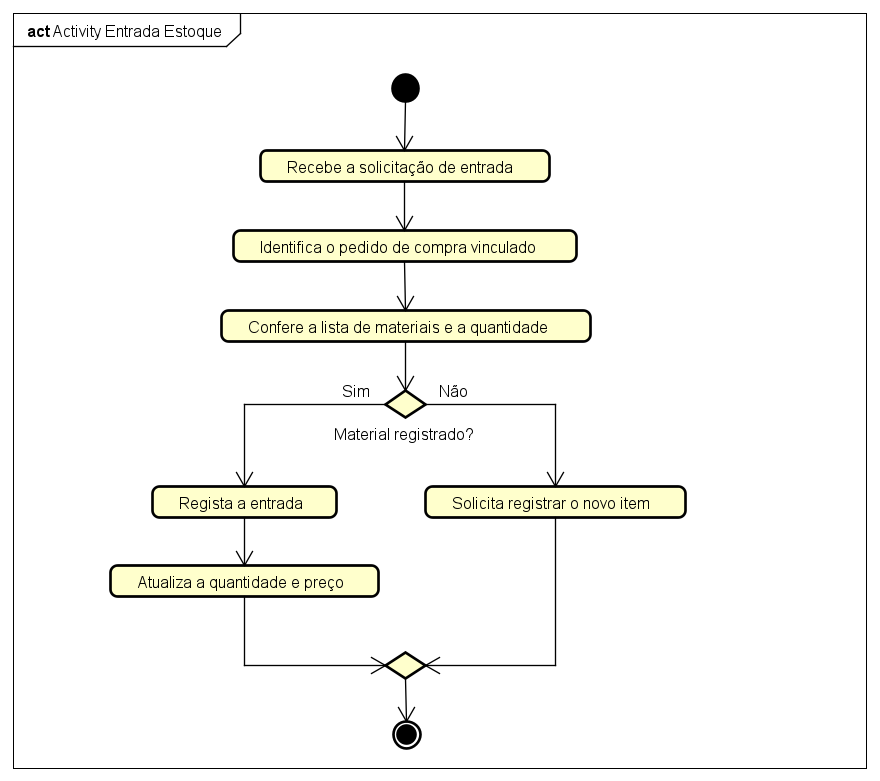 act Activity Entrada Estoque
Recebe a solicitação de entrada
Identifica o pedido de compra vinculado
Confere a lista de materiais e a quantidade
Sim
Não
Material registrado?
Regista a entrada
Solicita registrar o novo item
Atualiza a quantidade e preço